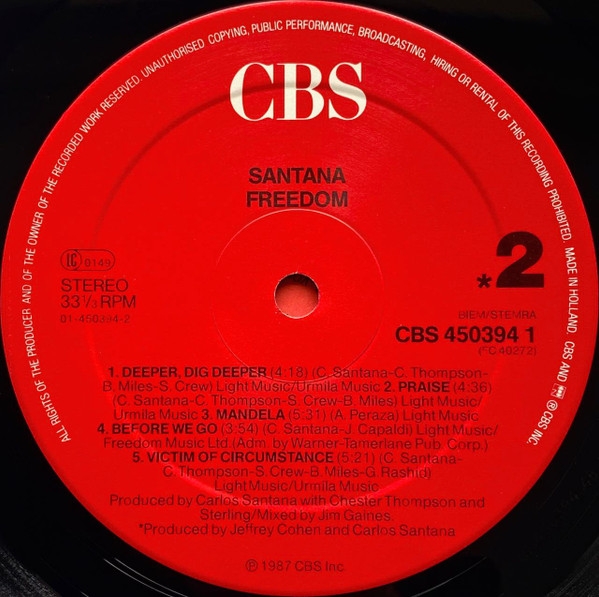 ALL RIGHTS OF THE PRODUCER AND OF THE OWNER OF THE RECORDED WORK RESERVED. UNAUTHORISED COPYING, PUBLIC PERFORMANCE, BROADCASTING, HIRING OR RENTAL OF THIS RECORDING PROHIBITED. MADE IN HOLLAND. CBS AND ℗ CBS INC.
CBS
SANTANA
FREEDOM
LC 0149
STEREO
33 1/3 RPM
01-450394-2
*2
BIEM/STEMRA
CBS 450394 1
(FC 40272)
1. DEEPER, DIG DEEPER (4:18) (C. Santana-C. Thompson-
B. Miles-S. Crew) Light Music/Urmila Music 2. PRAISE (4:36)
(C. Santana-C. Thompson-S. Crew-B. Miles) Light Music/
Urmila Music 3. MANDELA (5:31) (A. Peraza) Light Music
4. BEFORE WE GO (3:54) (C. Santana-J. Capaldi) Light Music/
Freedom Music Ltd (Adm. by Warner-Tamerlane Pub. Corp.)
5. VICTIM OF CIRCUMSTANCE (5:21) (C. Santana-
C. Thompson-S. Crew-B. Miles-G. Rashid)
Light Music/Urmila Music
Produced by Carlos Santana with Chester Thompson and
Sterling/Mixed by Jim Gaines.
*Produced by Jeffrey Cohen and Carlos Santana
℗ 1987 CBS Inc.